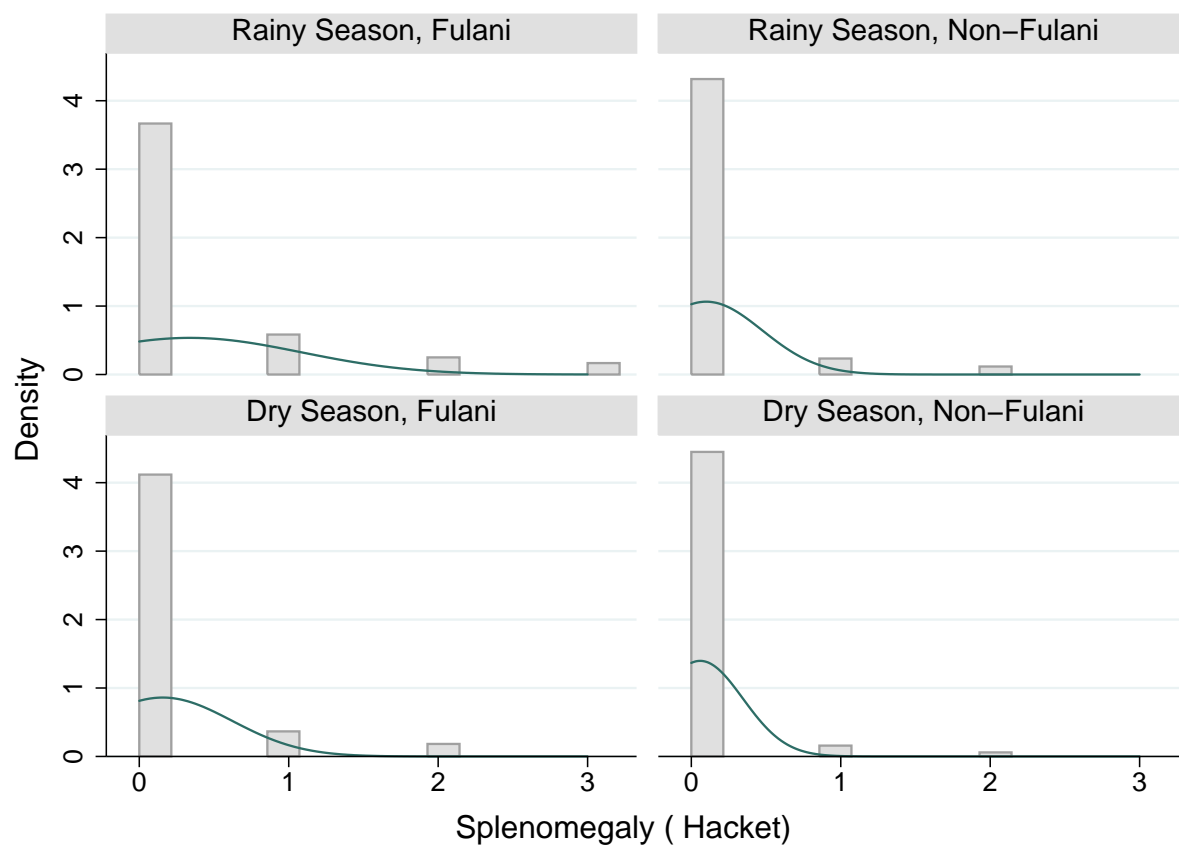 Rainy Season, Fulani
Rainy Season, Non−Fulani
4
3
2
1
0
Dry Season, Fulani
Dry Season, Non−Fulani
4
3
2
1
0
Density
0 1 2 3
0 1 2 3
Splenomegaly ( Hacket)